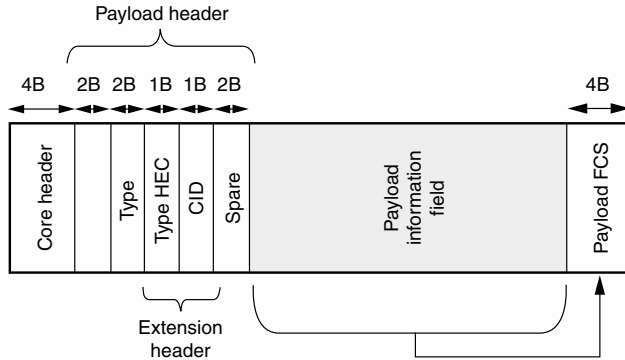 Payload header
4B 2B 2B 1B 1B 2B 4B
Core header
Type
Type HEC
CID
Spare
Payload
information
field
Payload FCS
Extension
header